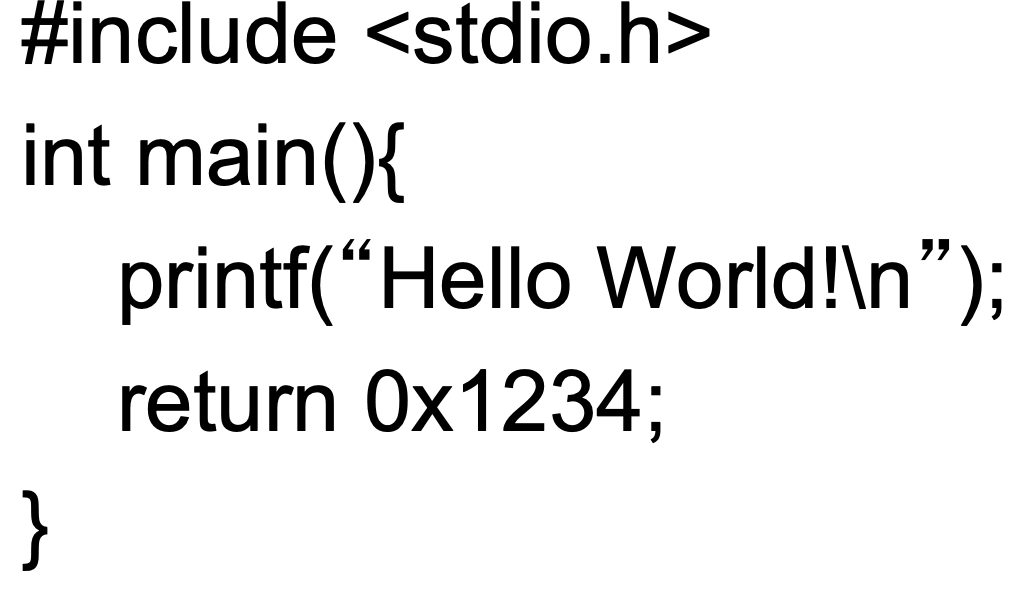 #include <stdio.h>
int main(){
printf(“Hello World!\n”);
return 0x1234;
}